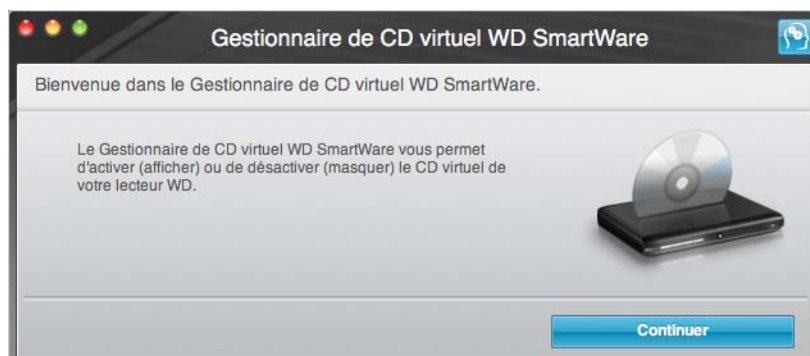 Gestionnaire de CD virtuel WD SmartWare
Bienvenue dans le Gestionnaire de CD virtuel WD SmartWare.
Le Gestionnaire de CD virtuel WD SmartWare vous permet
d'activer (afficher) ou de désactiver (masquer) le CD virtuel de
votre lecteur WD.
Continuer